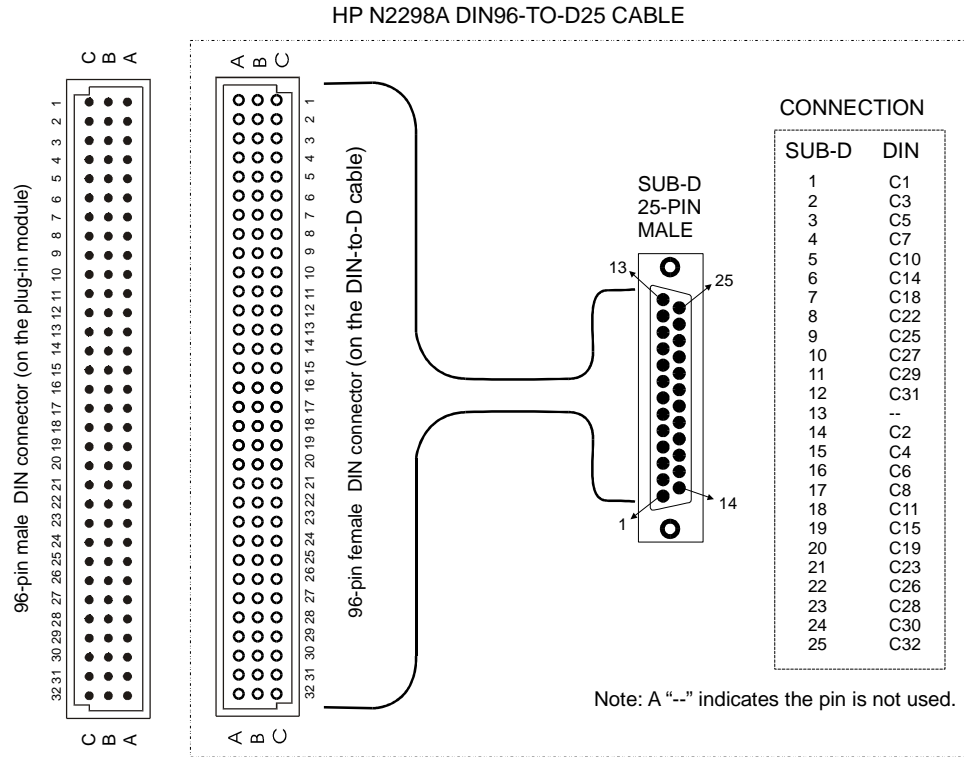 HP N2298A DIN96-TO-D25 CABLE
C B A
1
2
3
4
5
6
7
8
9
10
11
12
13
14
15
16
17
18
19
20
21
22
23
24
25
26
27
28
29
30
31
32
C B A
96-pin male DIN connector (on the plug-in module)
A B C
1
2
3
4
5
6
7
8
9
10
11
12
13
14
15
16
17
18
19
20
21
22
23
24
25
26
27
28
29
30
31
32
A B C
96-pin female DIN connector (on the DIN-to-D cable)
SUB-D
25-PIN
MALE
13
25
1
14
CONNECTION
SUB-D DIN
1 C1
2 C3
3 C5
4 C7
5 C10
6 C14
7 C18
8 C22
9 C25
10 C27
11 C29
12 C31
13 --
14 C2
15 C4
16 C6
17 C8
18 C11
19 C15
20 C19
21 C23
22 C26
23 C28
24 C30
25 C32
Note: A “--” indicates the pin is not used.